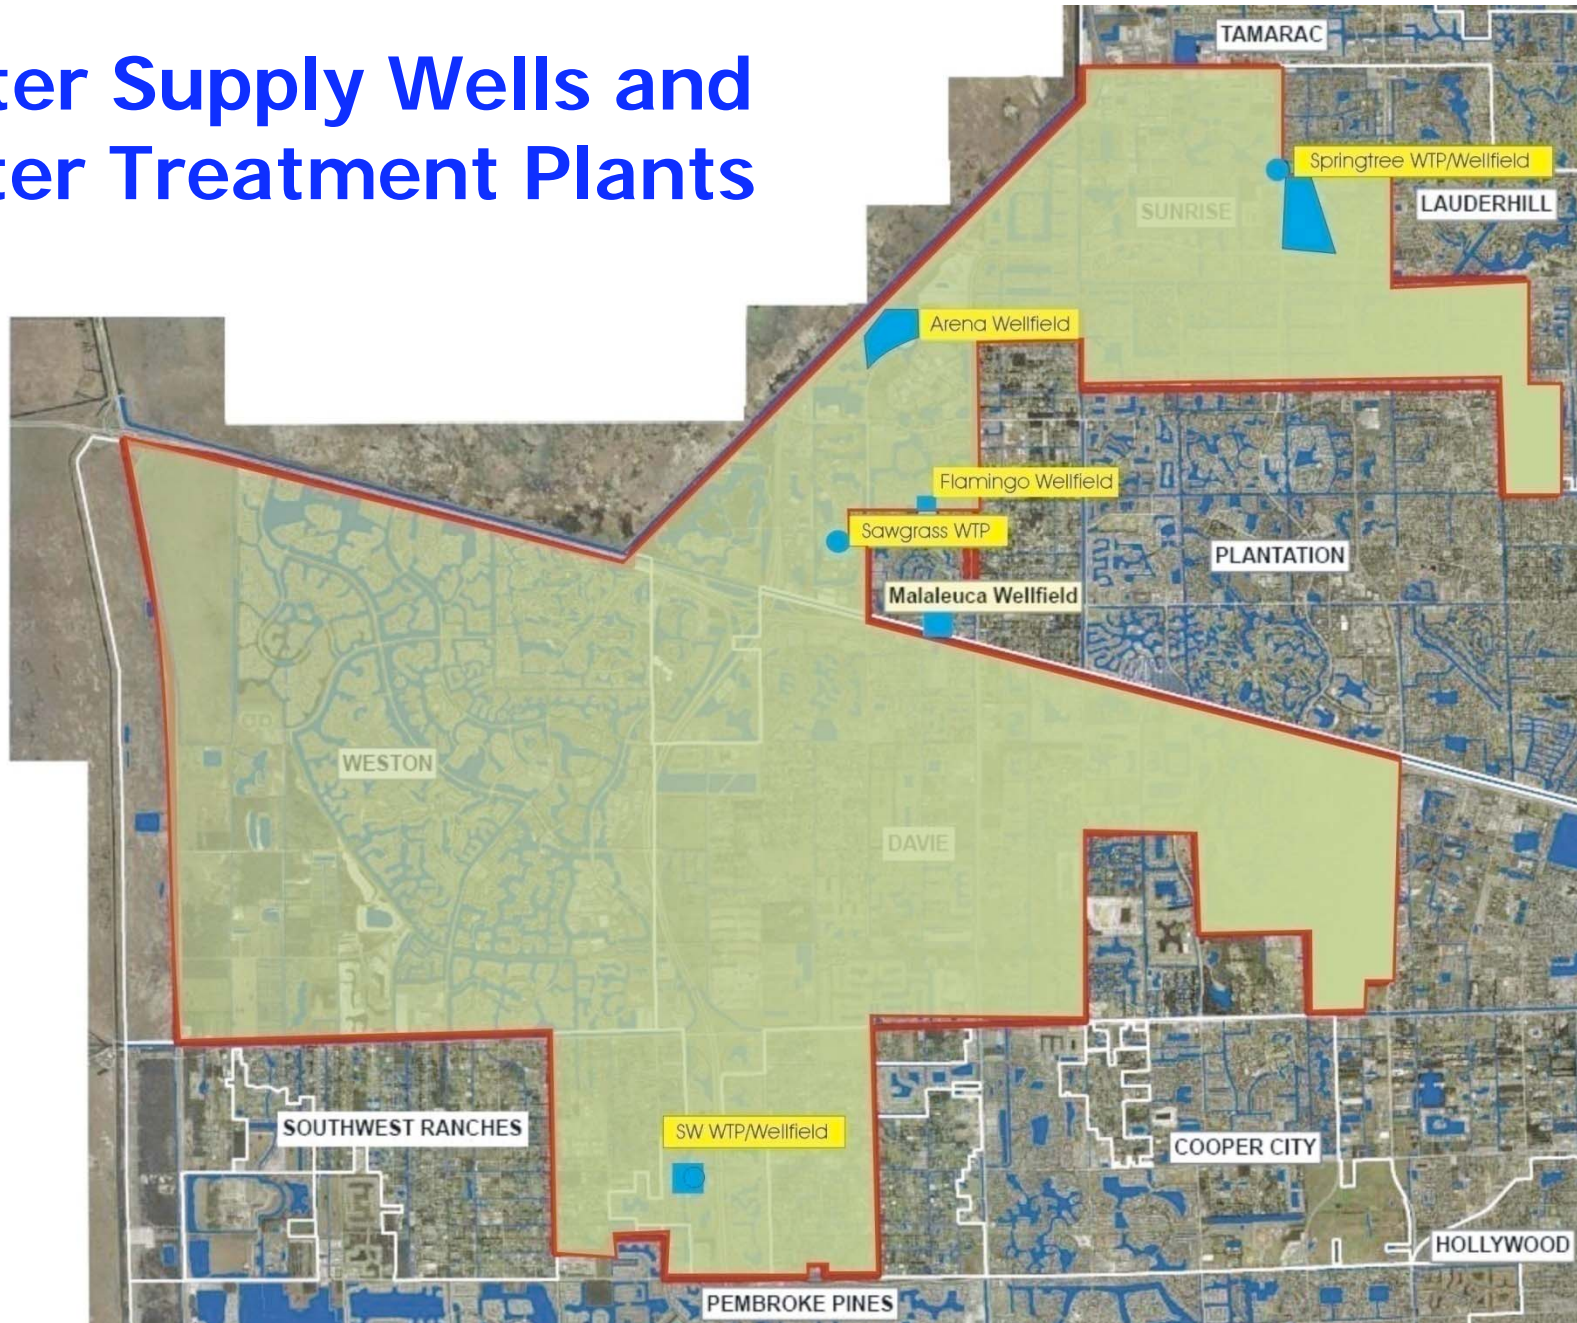 ter Supply Wells and
ter Treatment Plants
TAMARAC
Springtree WTP/Wellfield
SUNRISE
LAUDERHILL
Arena Wellfield
Flamingo Wellfield
Sawgrass WTP
PLANTATION
Malaleuca Wellfield
WESTON
DAVIE
SOUTHWEST RANCHES
SW WTP/Wellfield
COOPER CITY
HOLLYWOOD
PEMBROKE PINES